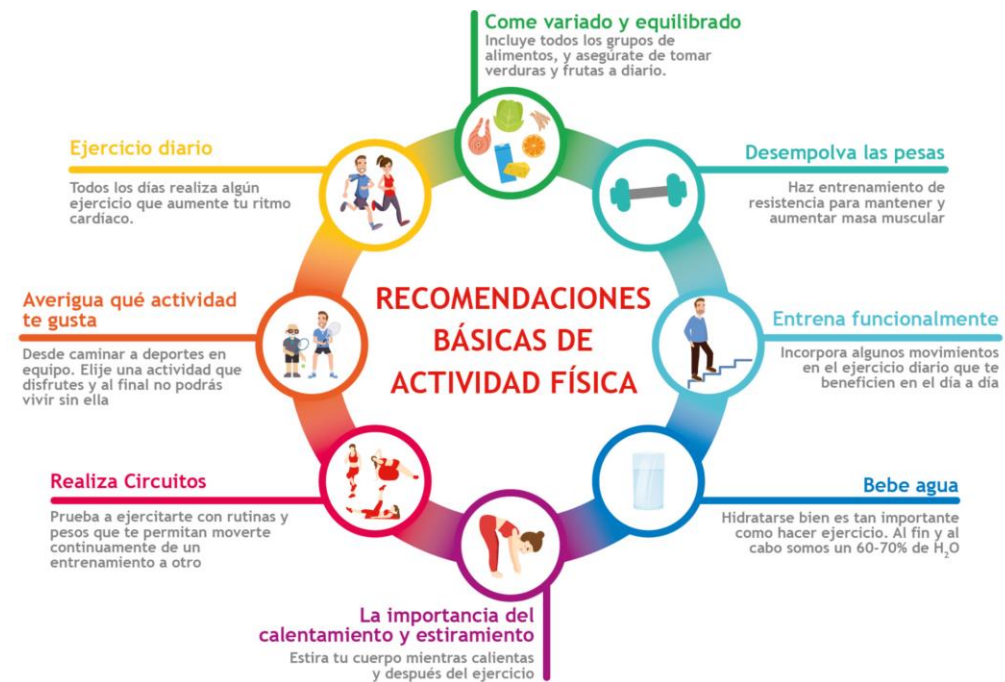 RECOMENDACIONES
BÁSICAS DE
ACTIVIDAD FÍSICA
Come variado y equilibrado
Incluye todos los grupos de
alimentos, y asegúrate de tomar
verduras y frutas a diario.
Desempolva las pesas
Haz entrenamiento de
resistencia para mantener y
aumentar masa muscular
Entrena funcionalmente
Incorpora algunos movimientos
en el ejercicio diario que te
beneficien en el día a día
Bebe agua
Hidratarse bien es tan importante
como hacer ejercicio. Al fin y al
cabo somos un 60-70% de H₂O
La importancia del
calentamiento y estiramiento
Estira tu cuerpo mientras calientas
y después del ejercicio
Realiza Circuitos
Prueba a ejercitarte con rutinas y
pesos que te permitan moverte
continuamente de un
entrenamiento a otro
Averigua qué actividad
te gusta
Desde caminar a deportes en
equipo. Elije una actividad que
disfrutes y al final no podrás
vivir sin ella
Ejercicio diario
Todos los días realiza algún
ejercicio que aumente tu ritmo
cardíaco.